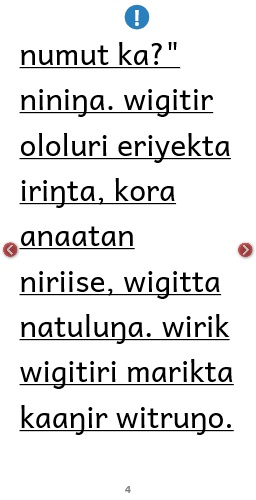 numut ka?"
niniŋa. wigitir
ololuri eriyekta
iriŋta, kora
anaatan
niriise, wigitta
natuluŋa. wirik
wigitiri marikta
kaaŋir witruŋo.
4